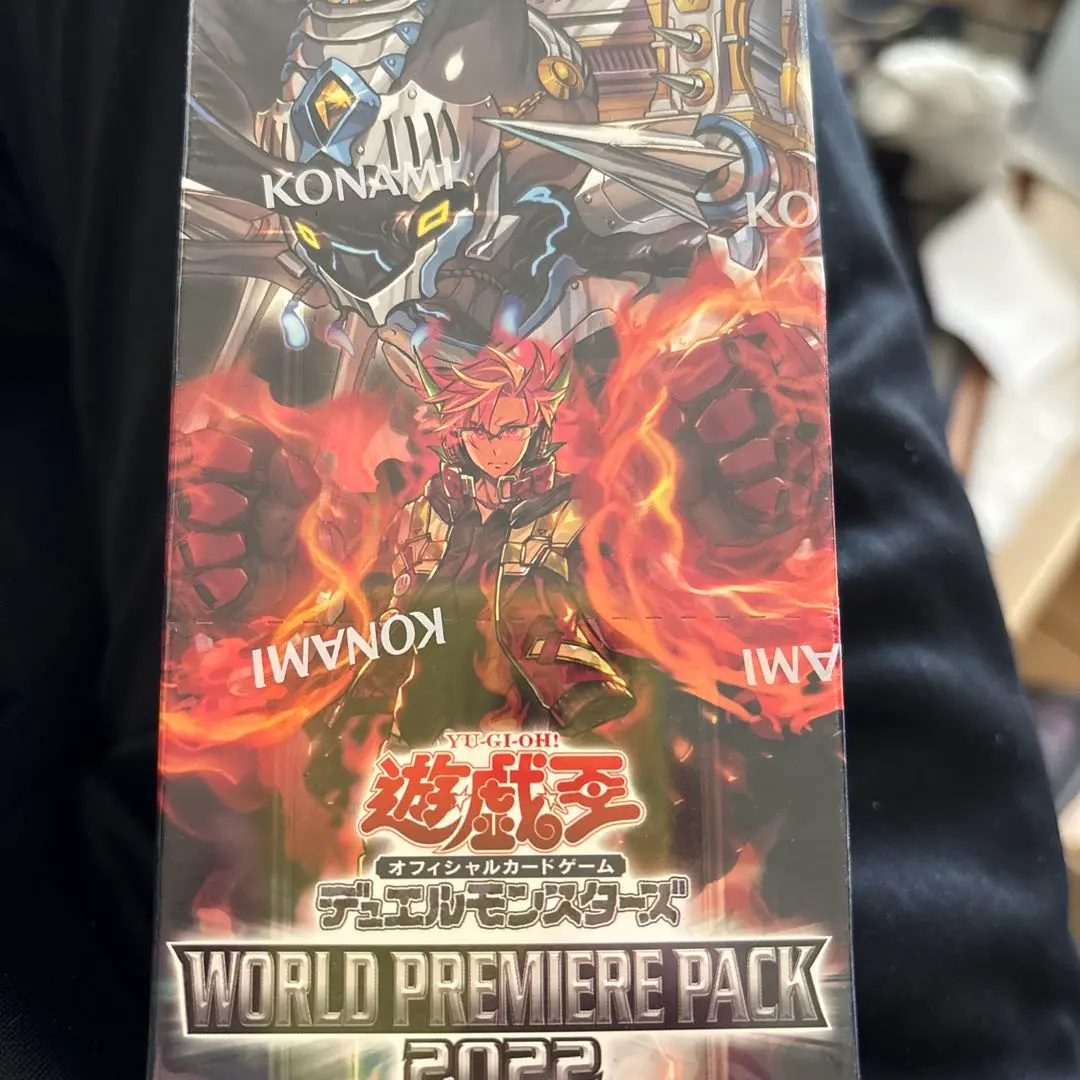 KONAMI
KO
KONAMI
AMI
YU-GI-OH!
遊戯王
オフィシャルカードゲーム
デュエルモンスターズ
WORLD PREMIERE PACK
2022